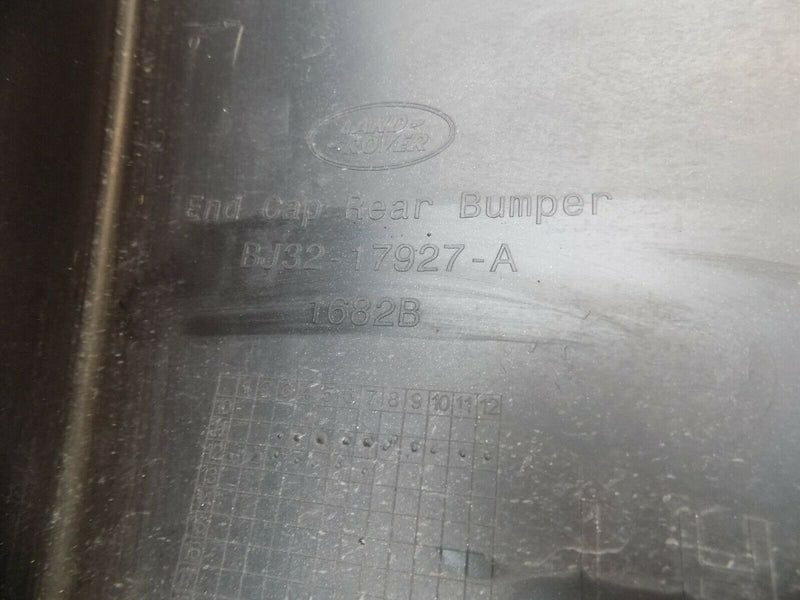 LAND-
ROVER
End Cap Rear Bumper
BJ32-17927-A
1682B
7 8 9 10 11 12